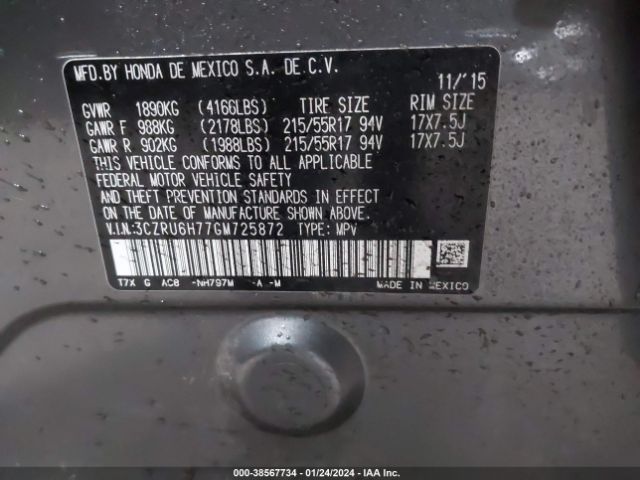 MFD.BY HONDA DE MEXICO S.A. DE C.V.
11/'15
GVWR 1890KG (4166LBS) TIRE SIZE RIM SIZE
GAWR F 988KG (2178LBS) 215/55R17 94V 17X7.5J
GAWR R 902KG (1988LBS) 215/55R17 94V 17X7.5J
THIS VEHICLE CONFORMS TO ALL APPLICABLE
FEDERAL MOTOR VEHICLE SAFETY
AND THEFT PREVENTION STANDARDS IN EFFECT
ON THE DATE OF MANUFACTURE SHOWN ABOVE.
V.I.N:3CZRU6H77GM725872 TYPE: MPV
T7X G AC8 -NH797M -A -M MADE IN MEXICO
000-38567734 - 01/24/2024 - IAA Inc.